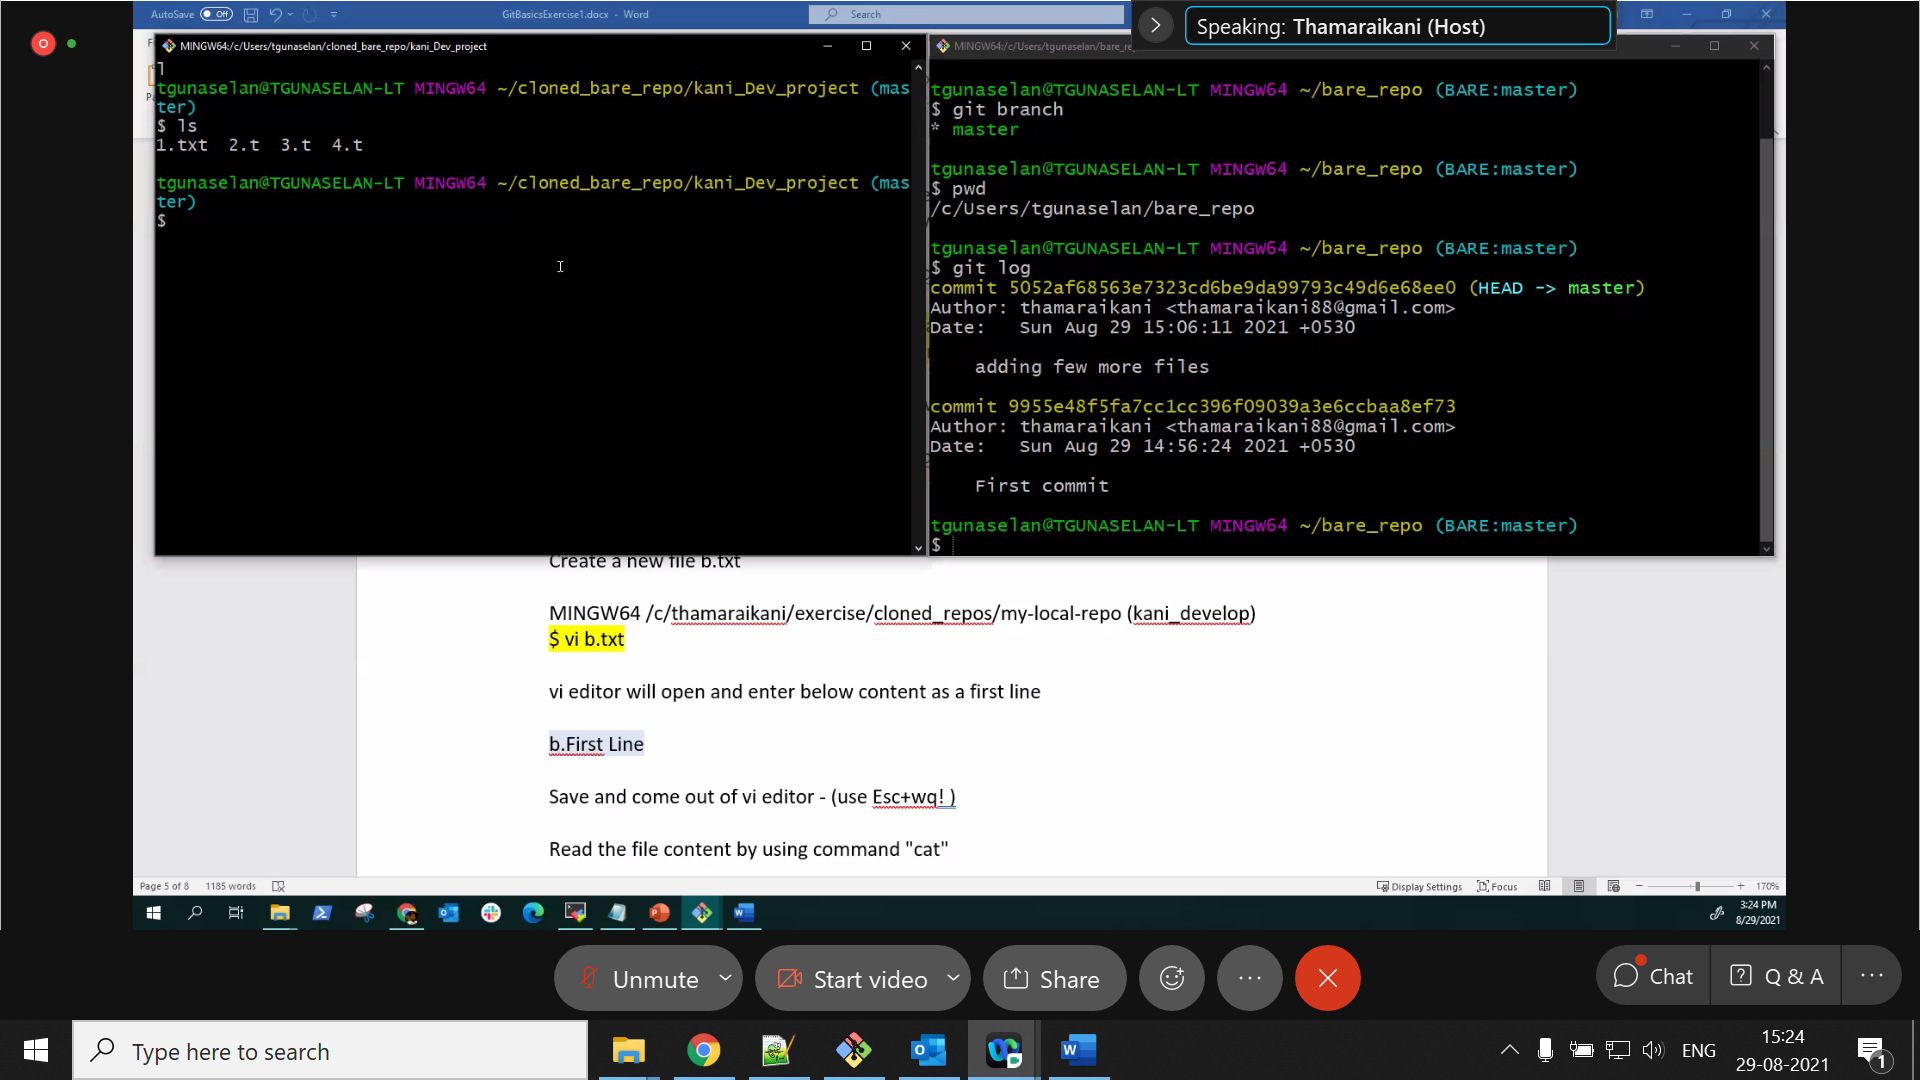 AutoSave Off
GitBasicsExercise1.docx - Word
Search
Speaking: Thamaraikani (Host)
MINGW64:/c/Users/tgunaselan/cloned_bare_repo/kani_Dev_project
tgunaselan@TGUNASELAN-LT MINGW64 ~/cloned_bare_repo/kani_Dev_project (mas
ter)
$ ls
1.txt 2.t 3.t 4.t
tgunaselan@TGUNASELAN-LT MINGW64 ~/cloned_bare_repo/kani_Dev_project (mas
ter)
$
MINGW64:/c/Users/tgunaselan/bare_re
tgunaselan@TGUNASELAN-LT MINGW64 ~/bare_repo (BARE:master)
$ git branch
* master
tgunaselan@TGUNASELAN-LT MINGW64 ~/bare_repo (BARE:master)
$ pwd
/c/Users/tgunaselan/bare_repo
tgunaselan@TGUNASELAN-LT MINGW64 ~/bare_repo (BARE:master)
$ git log
commit 5052af68563e7323cd6be9da99793c49d6e68ee0 (HEAD -> master)
Author: thamaraikani <thamaraikani88@gmail.com>
Date: Sun Aug 29 15:06:11 2021 +0530
adding few more files
commit 9955e48f5fa7cc1cc396f09039a3e6ccbaa8ef73
Author: thamaraikani <thamaraikani88@gmail.com>
Date: Sun Aug 29 14:56:24 2021 +0530
First commit
tgunaselan@TGUNASELAN-LT MINGW64 ~/bare_repo (BARE:master)
$
Create a new file b.txt
MINGW64 /c/thamaraikani/exercise/cloned_repos/my-local-repo (kani_develop)
$ vi b.txt
vi editor will open and enter below content as a first line
b.First Line
Save and come out of vi editor - (use Esc+wq! )
Read the file content by using command "cat"
Page 5 of 8 1185 words
Display Settings Focus 170%
3:24 PM
8/29/2021
Unmute Start video Share Chat Q & A
Type here to search
ENG
15:24
29-08-2021
1